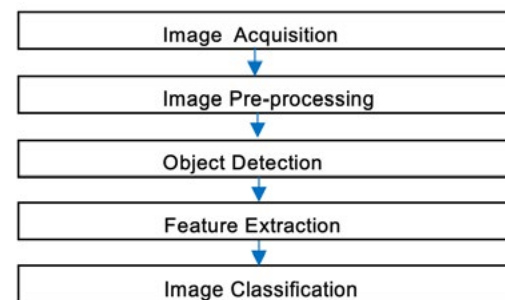 Image Acquisition
Image Pre-processing
Object Detection
Feature Extraction
Image Classification